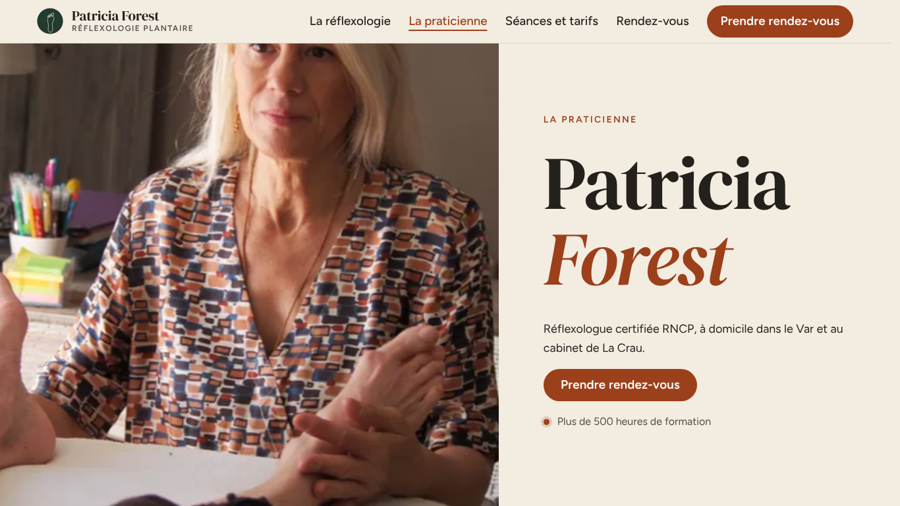 Patricia Forest
RÉFLEXOLOGIE PLANTAIRE
La réflexologie
La praticienne
Séances et tarifs
Rendez-vous
Prendre rendez-vous
LA PRATICIENNE
Patricia
Forest
Réflexologue certifiée RNCP, à domicile dans le Var et au
cabinet de La Crau.
Prendre rendez-vous
Plus de 500 heures de formation